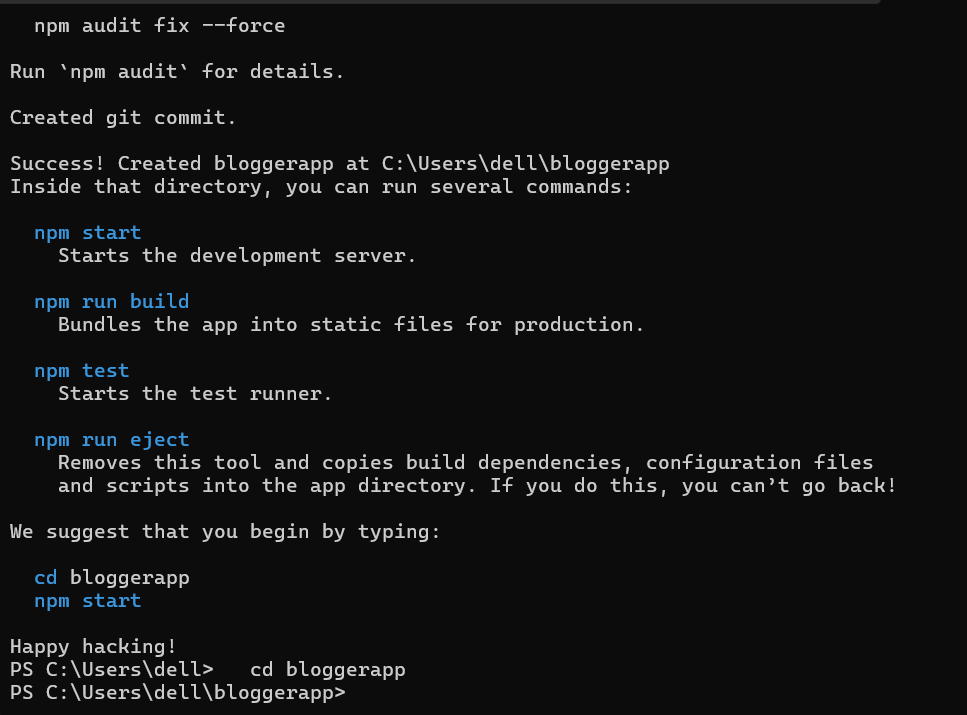 npm audit fix --force
Run `npm audit` for details.
Created git commit.
Success! Created bloggerapp at C:\Users\dell\bloggerapp
Inside that directory, you can run several commands:
npm start
Starts the development server.
npm run build
Bundles the app into static files for production.
npm test
Starts the test runner.
npm run eject
Removes this tool and copies build dependencies, configuration files
and scripts into the app directory. If you do this, you can’t go back!
We suggest that you begin by typing:
cd bloggerapp
npm start
Happy hacking!
PS C:\Users\dell>   cd bloggerapp
PS C:\Users\dell\bloggerapp>